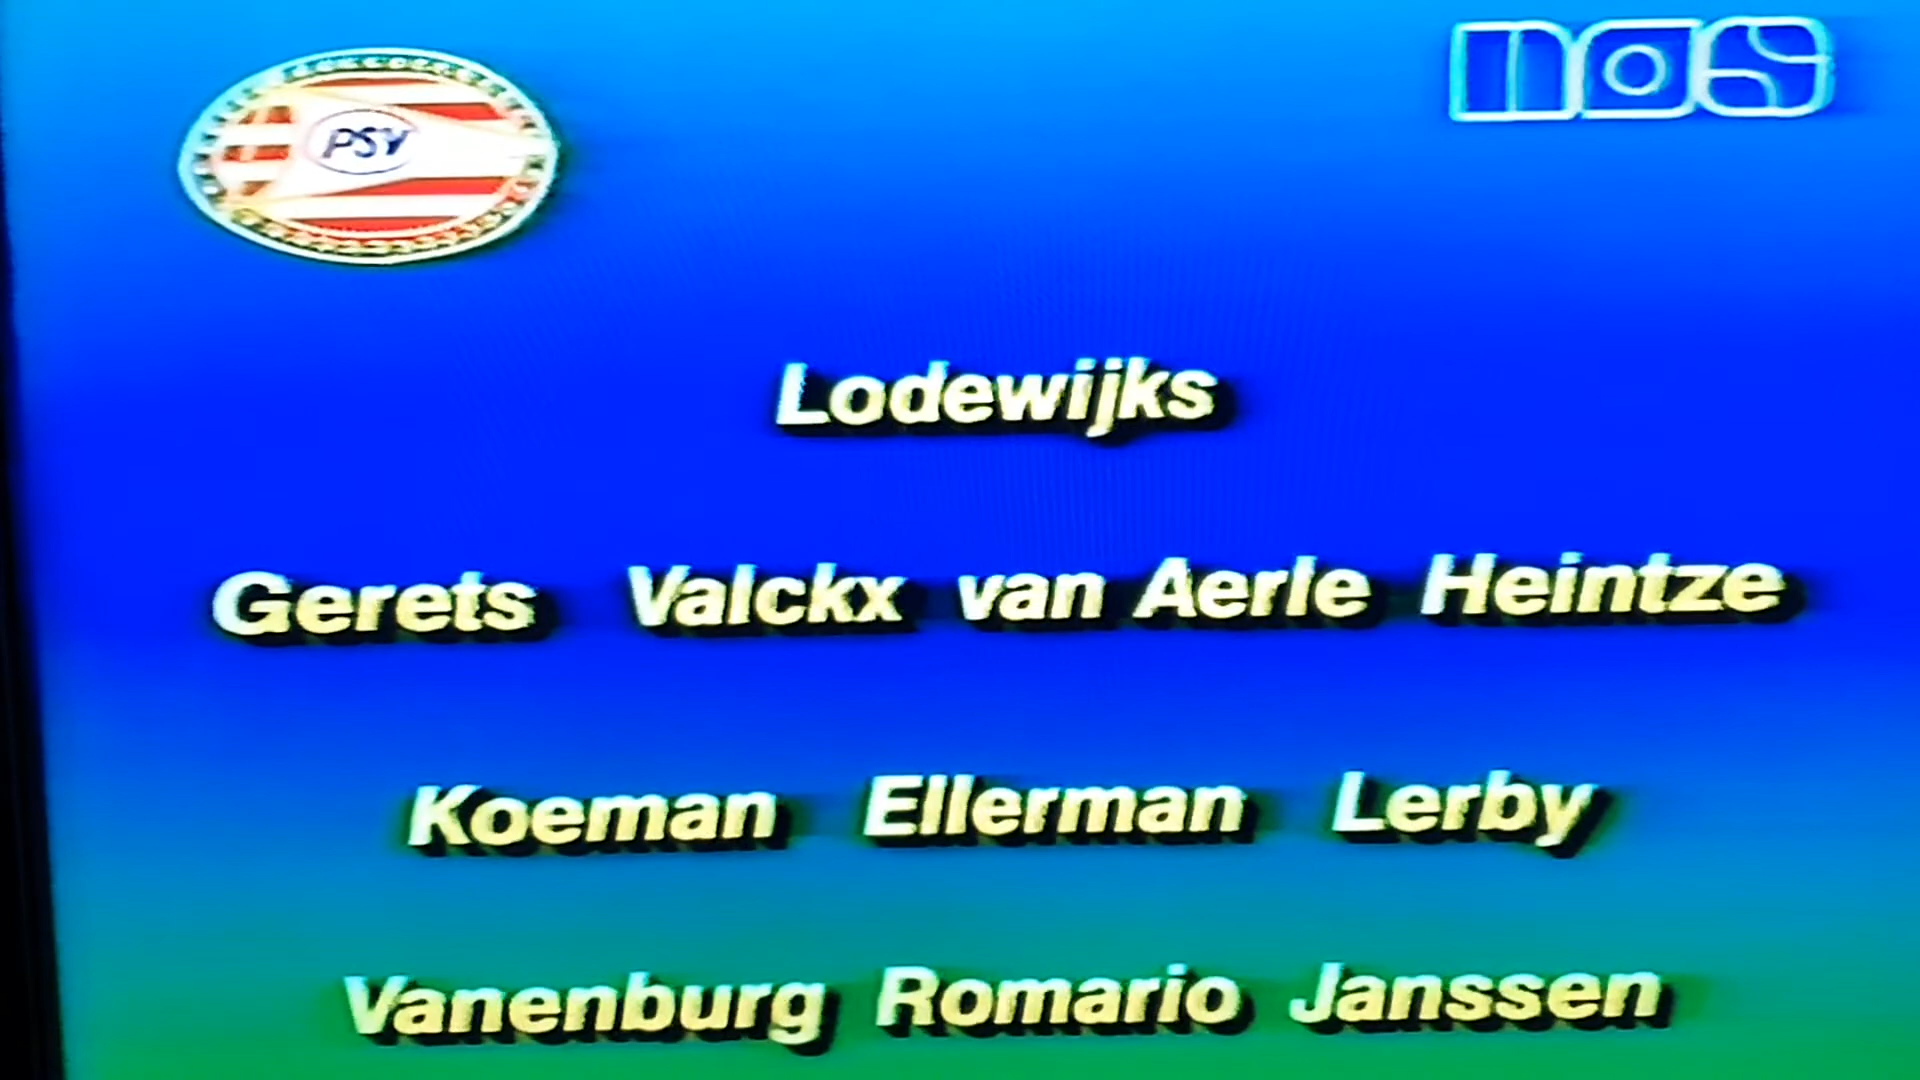 PSV
nos
Lodewijks
Gerets Valckx van Aerle Heintze
Koeman Ellerman Lerby
Vanenburg Romario Janssen